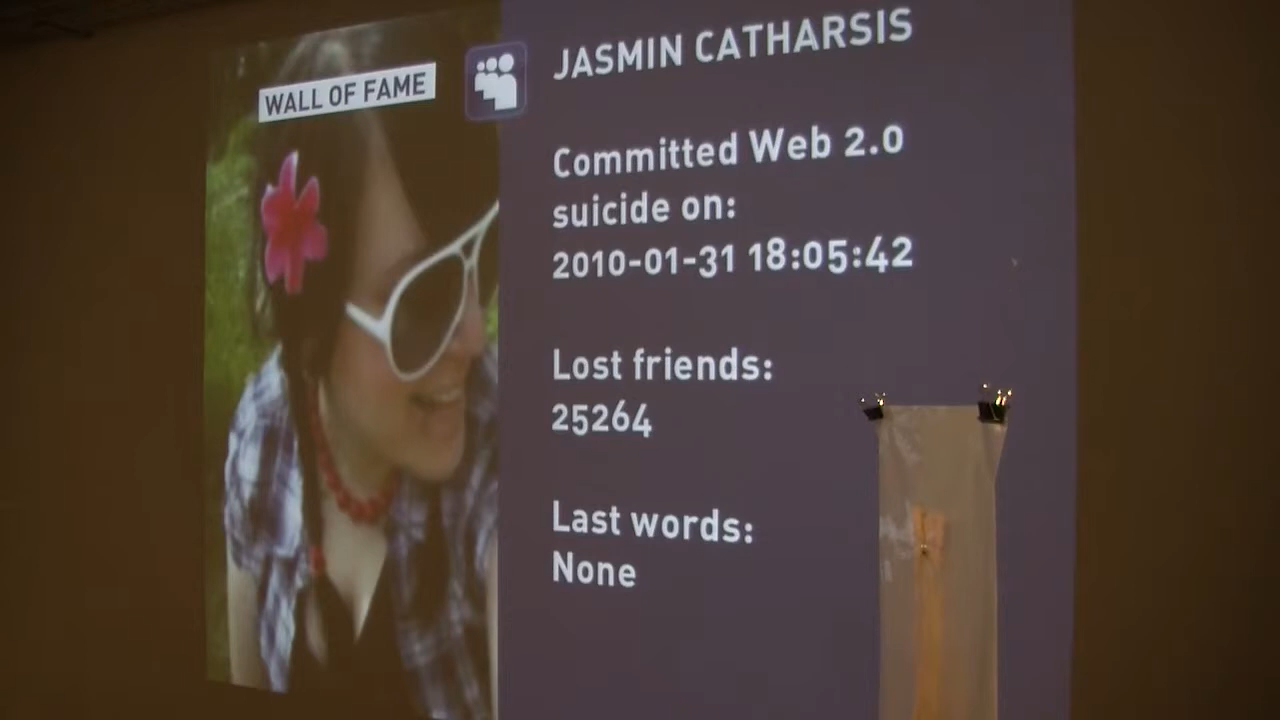 WALL OF FAME
JASMIN CATHARSIS
Committed Web 2.0
suicide on:
2010-01-31 18:05:42
Lost friends:
25264
Last words:
None